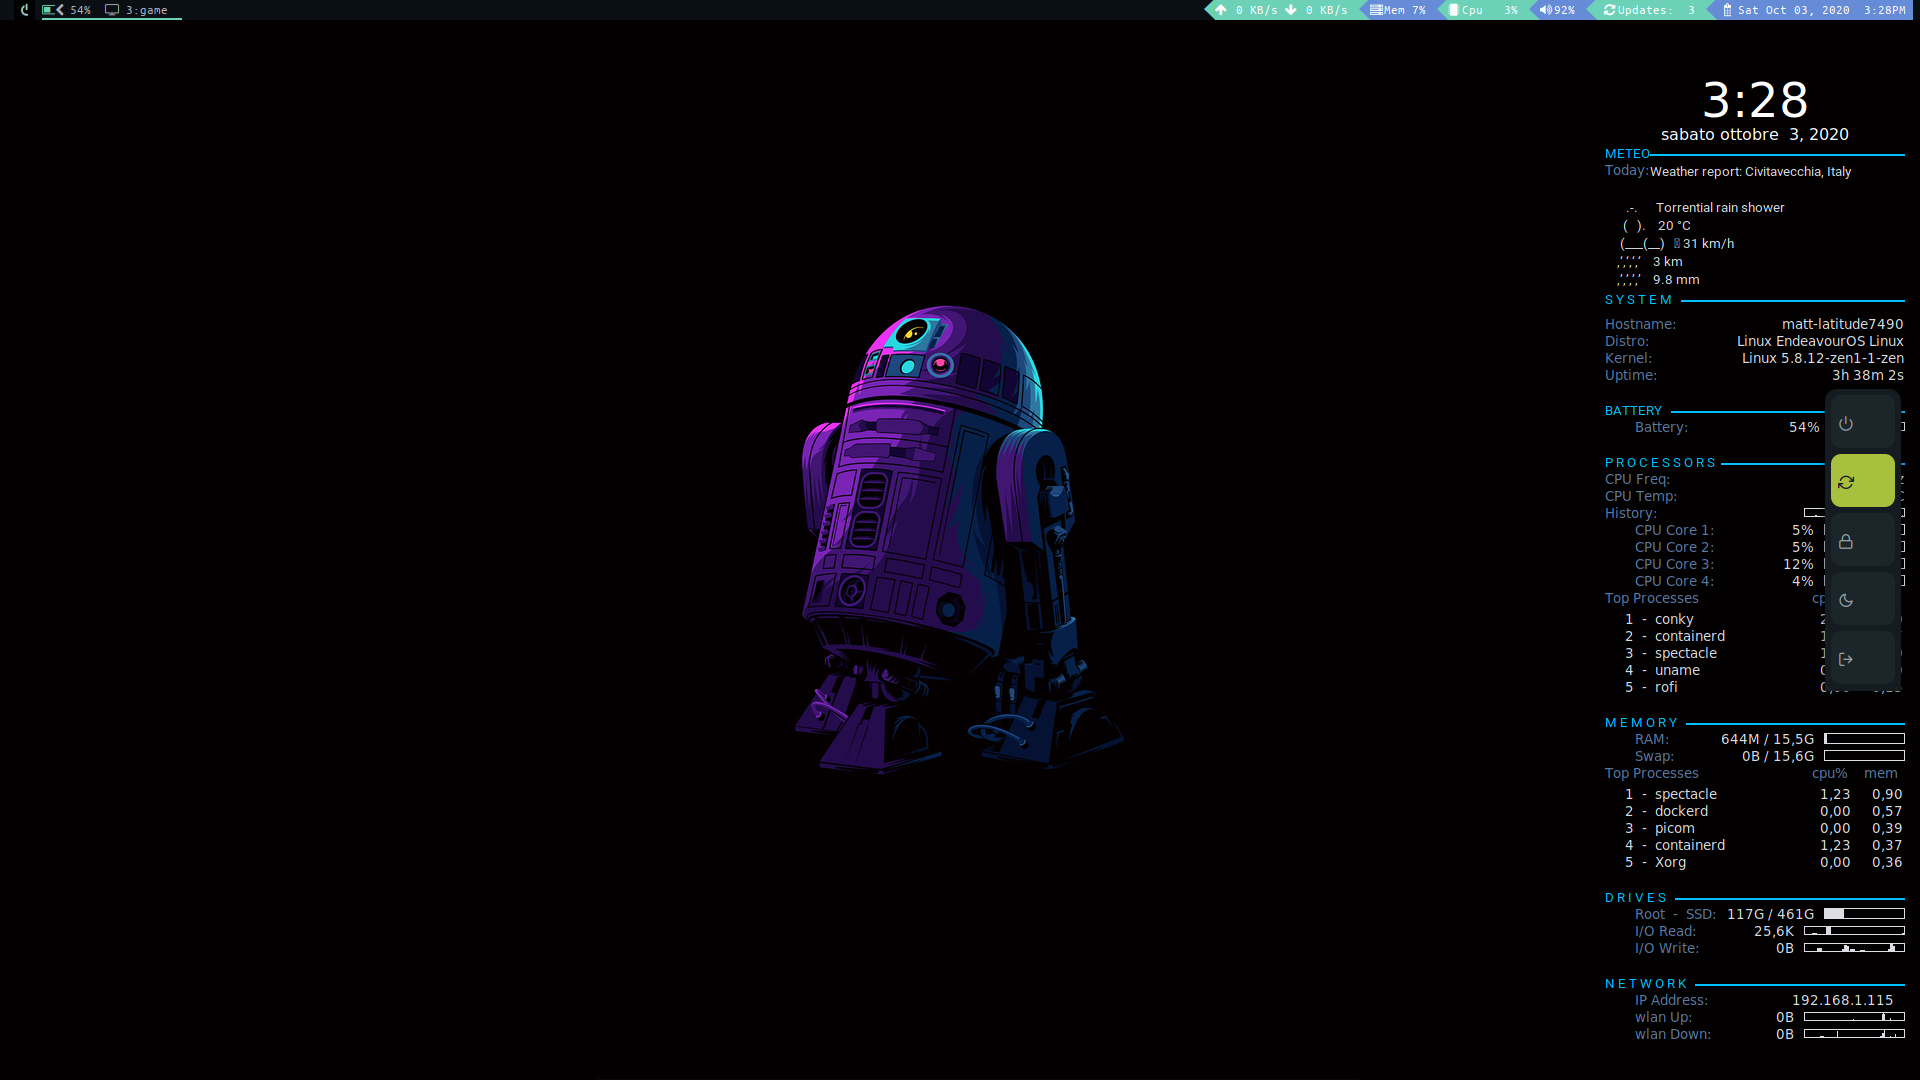 54% 3:game 0 KB/s 0 KB/s Mem 7% Cpu 3% 92% Updates: 3 Sat Oct 03, 2020 3:28PM
3:28
sabato ottobre 3, 2020
METEO
Today: Weather report: Civitavecchia, Italy
.-. Torrential rain shower
( ). 20 °C
(___(__) 31 km/h
,‘,‘,‘,‘ 3 km
,‘,‘,‘,‘ 9.8 mm
SYSTEM
Hostname: matt-latitude7490
Distro: Linux EndeavourOS Linux
Kernel: Linux 5.8.12-zen1-1-zen
Uptime: 3h 38m 2s
BATTERY
Battery: 54%
PROCESSORS
CPU Freq:
CPU Temp:
History:
CPU Core 1: 5%
CPU Core 2: 5%
CPU Core 3: 12%
CPU Core 4: 4%
Top Processes
1 - conky
2 - containerd
3 - spectacle
4 - uname
5 - rofi
MEMORY
RAM: 644M / 15,5G
Swap: 0B / 15,6G
Top Processes cpu% mem
1 - spectacle 1,23 0,90
2 - dockerd 0,00 0,57
3 - picom 0,00 0,39
4 - containerd 1,23 0,37
5 - Xorg 0,00 0,36
DRIVES
Root - SSD: 117G / 461G
I/O Read: 25,6K
I/O Write: 0B
NETWORK
IP Address: 192.168.1.115
wlan Up: 0B
wlan Down: 0B